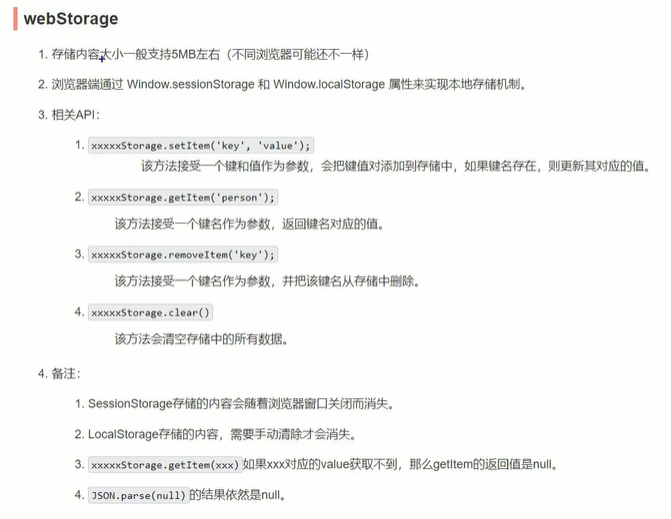 webStorage
1. 存储内容大小一般支持5MB左右（不同浏览器可能还不一样）
2. 浏览器端通过 Window.sessionStorage 和 Window.localStorage 属性来实现本地存储机制。
3. 相关API：
1. xxxxxStorage.setItem('key', 'value');
该方法接受一个键和值作为参数，会把键值对添加到存储中，如果键名存在，则更新其对应的值。
2. xxxxxStorage.getItem('person');
该方法接受一个键名作为参数，返回键名对应的值。
3. xxxxxStorage.removeItem('key');
该方法接受一个键名作为参数，并把该键名从存储中删除。
4. xxxxxStorage.clear()
该方法会清空存储中的所有数据。
4. 备注：
1. SessionStorage存储的内容会随着浏览器窗口关闭而消失。
2. LocalStorage存储的内容，需要手动清除才会消失。
3. xxxxxStorage.getItem(xxx)如果xxx对应的value获取不到，那么getItem的返回值是null。
4. JSON.parse(null)的结果依然是null。